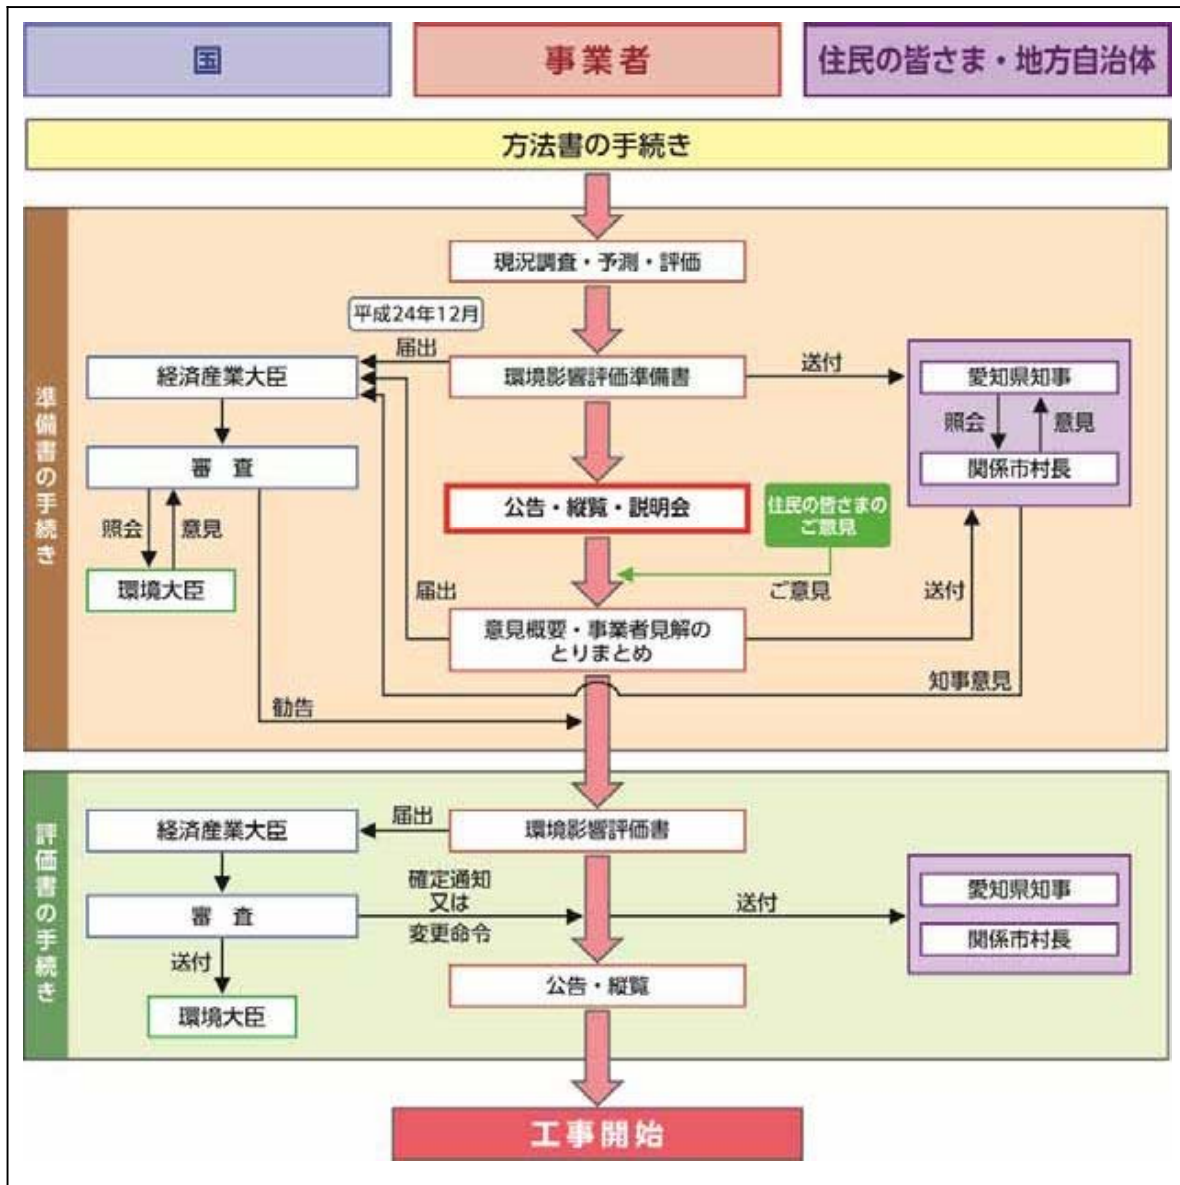 国
事業者
住民の皆さま・地方自治体
方法書の手続き
準備書の手続き
現況調査・予測・評価
平成24年12月
届出
経済産業大臣
環境影響評価準備書
送付
愛知県知事
照会
意見
関係市村長
審 査
公告・縦覧・説明会
住民の皆さまの
ご意見
照会
意見
環境大臣
届出
ご意見
送付
意見概要・事業者見解の
とりまとめ
知事意見
勧告
評価書の手続き
届出
経済産業大臣
環境影響評価書
確定通知
又は
変更命令
審 査
送付
愛知県知事
関係市村長
送付
公告・縦覧
環境大臣
工事開始